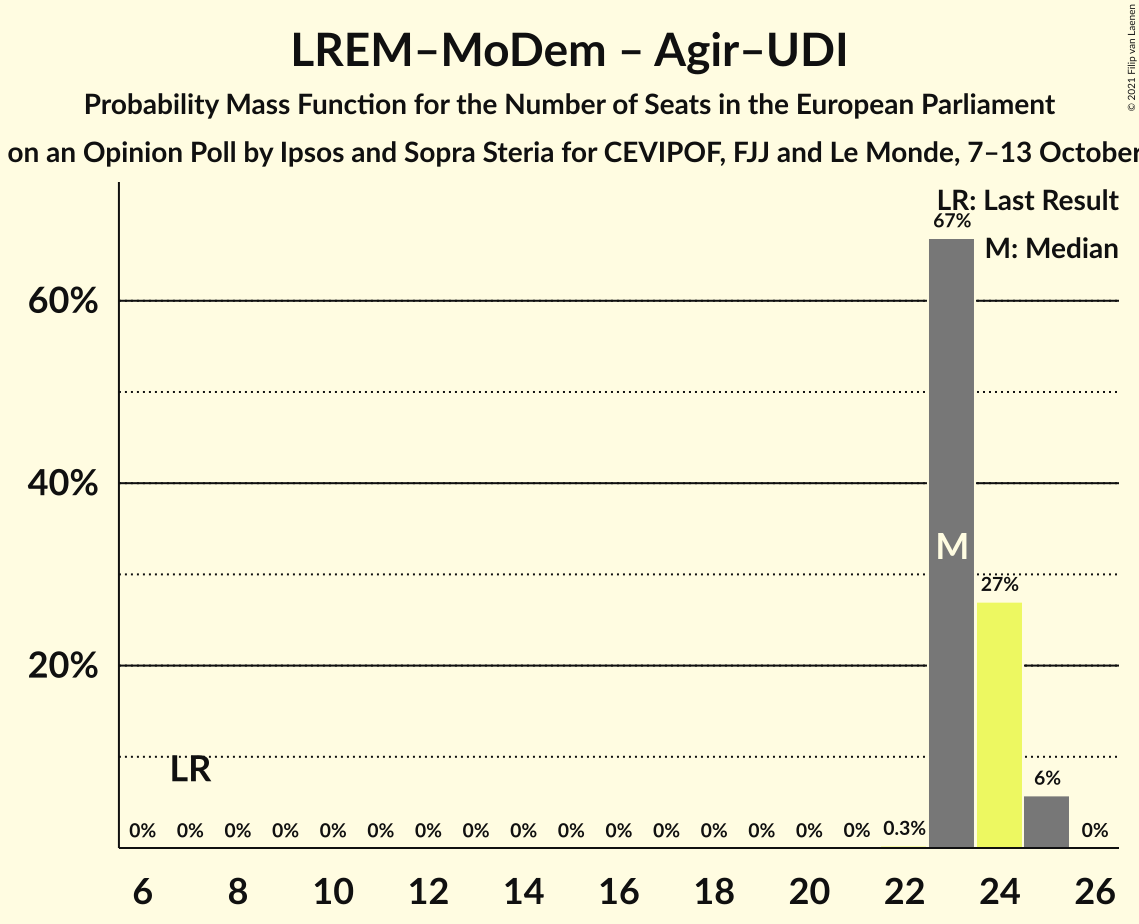 LREM–MoDem – Agir–UDI
Probability Mass Function for the Number of Seats in the European Parliament
on an Opinion Poll by Ipsos and Sopra Steria for CEVIPOF, FJJ and Le Monde, 7–13 October
© 2021 Filip van Laenen
LR: Last Result
67%
M: Median
60%
40%
M
27%
20%
LR
6%
0% 0% 0% 0% 0% 0% 0% 0% 0% 0% 0% 0% 0% 0% 0% 0% 0.3% 0%
6 8 10 12 14 16 18 20 22 24 26